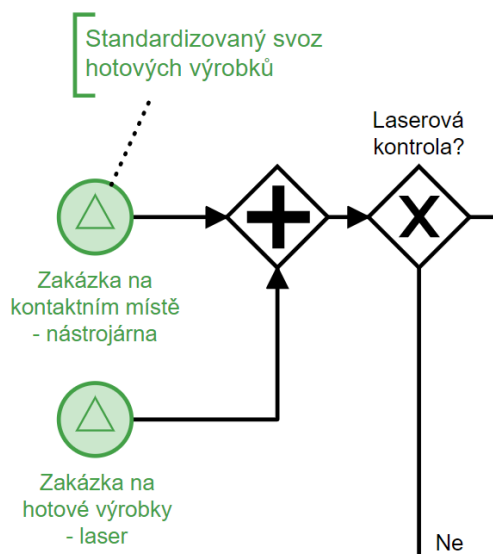 Standardizovaný svoz
hotových výrobků
Laserová
kontrola?
Zakázka na
kontaktním místě
- nástrojárna
Zakázka na
hotové výrobky
- laser
Ne